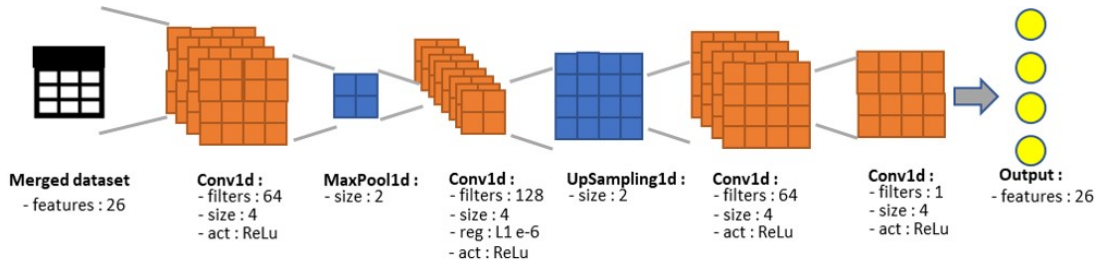 Merged dataset
- features : 26
Conv1d :
- filters : 64
- size : 4
- act : ReLu
MaxPool1d :
- size : 2
Conv1d :
- filters : 128
- size : 4
- reg : L1 e-6
- act : ReLu
UpSampling1d :
- size : 2
Conv1d :
- filters : 64
- size : 4
- act : ReLu
Conv1d :
- filters : 1
- size : 4
- act : ReLu
Output :
- features : 26